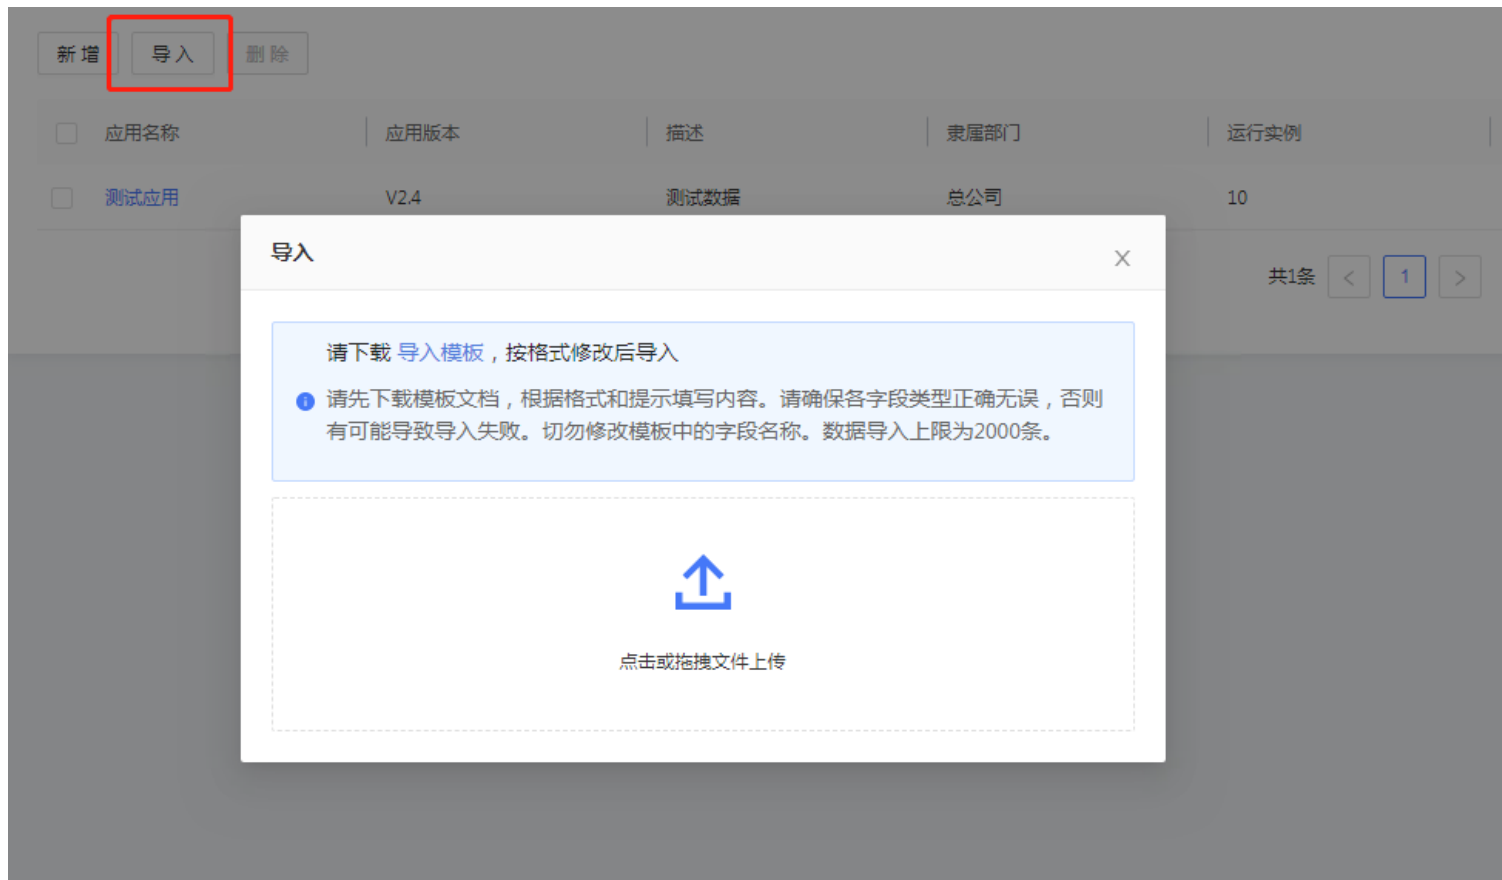 新增 导入 删除
应用名称 应用版本 描述 隶属部门 运行实例
测试应用 V2.4 测试数据 总公司 10
共1条 < 1 >
导入 X
请下载 导入模板，按格式修改后导入
请先下载模板文档，根据格式和提示填写内容。请确保各字段类型正确无误，否则
有可能导致导入失败。切勿修改模板中的字段名称。数据导入上限为2000条。
点击或拖拽文件上传